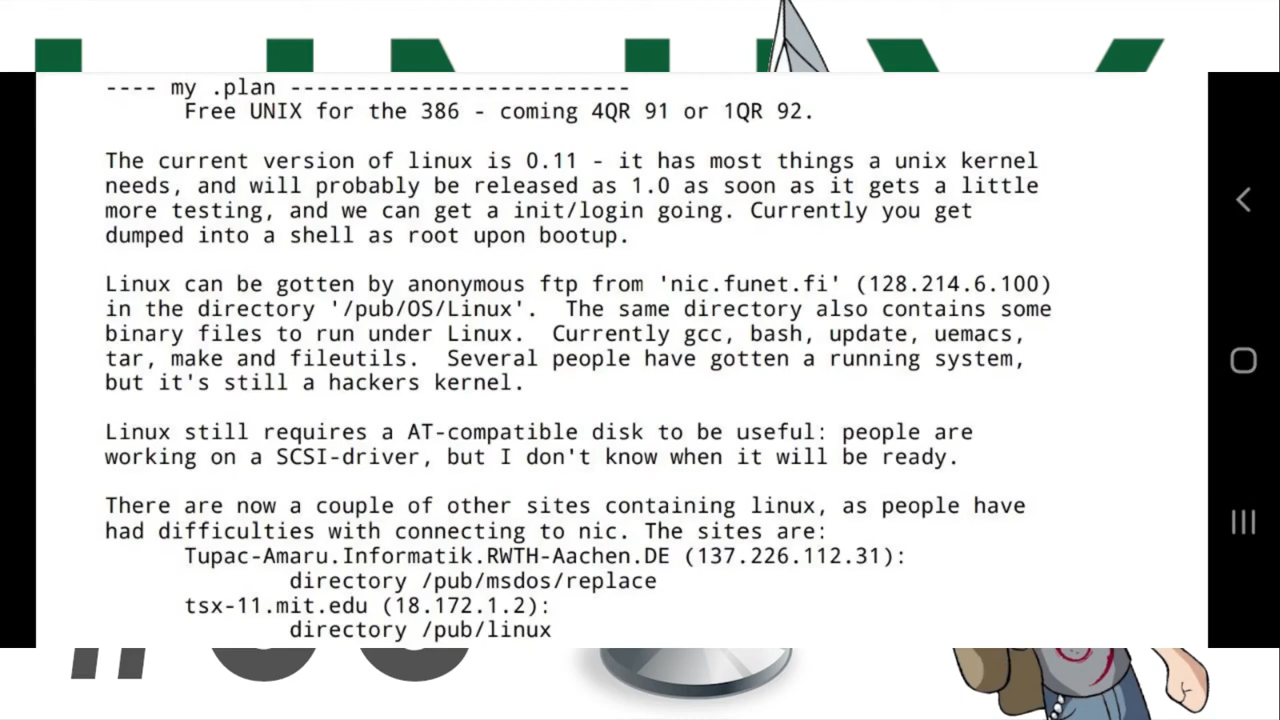 ---- my .plan --------------------------
Free UNIX for the 386 - coming 4QR 91 or 1QR 92.
The current version of linux is 0.11 - it has most things a unix kernel
needs, and will probably be released as 1.0 as soon as it gets a little
more testing, and we can get a init/login going. Currently you get
dumped into a shell as root upon bootup.
Linux can be gotten by anonymous ftp from 'nic.funet.fi' (128.214.6.100)
in the directory '/pub/OS/Linux'.  The same directory also contains some
binary files to run under Linux.  Currently gcc, bash, update, uemacs,
tar, make and fileutils.  Several people have gotten a running system,
but it's still a hackers kernel.
Linux still requires a AT-compatible disk to be useful: people are
working on a SCSI-driver, but I don't know when it will be ready.
There are now a couple of other sites containing linux, as people have
had difficulties with connecting to nic. The sites are:
Tupac-Amaru.Informatik.RWTH-Aachen.DE (137.226.112.31):
directory /pub/msdos/replace
tsx-11.mit.edu (18.172.1.2):
directory /pub/linux